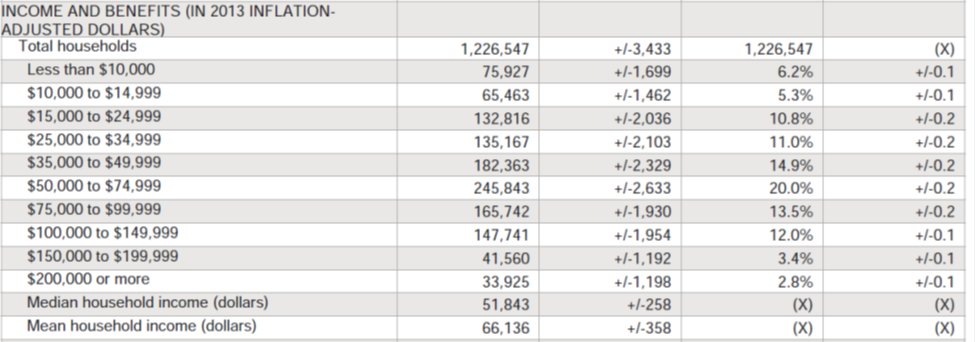 INCOME AND BENEFITS (IN 2013 INFLATION-
ADJUSTED DOLLARS)
Total households 1,226,547 +/-3,433 1,226,547 (X)
Less than $10,000 75,927 +/-1,699 6.2% +/-0.1
$10,000 to $14,999 65,463 +/-1,462 5.3% +/-0.1
$15,000 to $24,999 132,816 +/-2,036 10.8% +/-0.2
$25,000 to $34,999 135,167 +/-2,103 11.0% +/-0.2
$35,000 to $49,999 182,363 +/-2,329 14.9% +/-0.2
$50,000 to $74,999 245,843 +/-2,633 20.0% +/-0.2
$75,000 to $99,999 165,742 +/-1,930 13.5% +/-0.2
$100,000 to $149,999 147,741 +/-1,954 12.0% +/-0.1
$150,000 to $199,999 41,560 +/-1,192 3.4% +/-0.1
$200,000 or more 33,925 +/-1,198 2.8% +/-0.1
Median household income (dollars) 51,843 +/-258 (X) (X)
Mean household income (dollars) 66,136 +/-358 (X) (X)